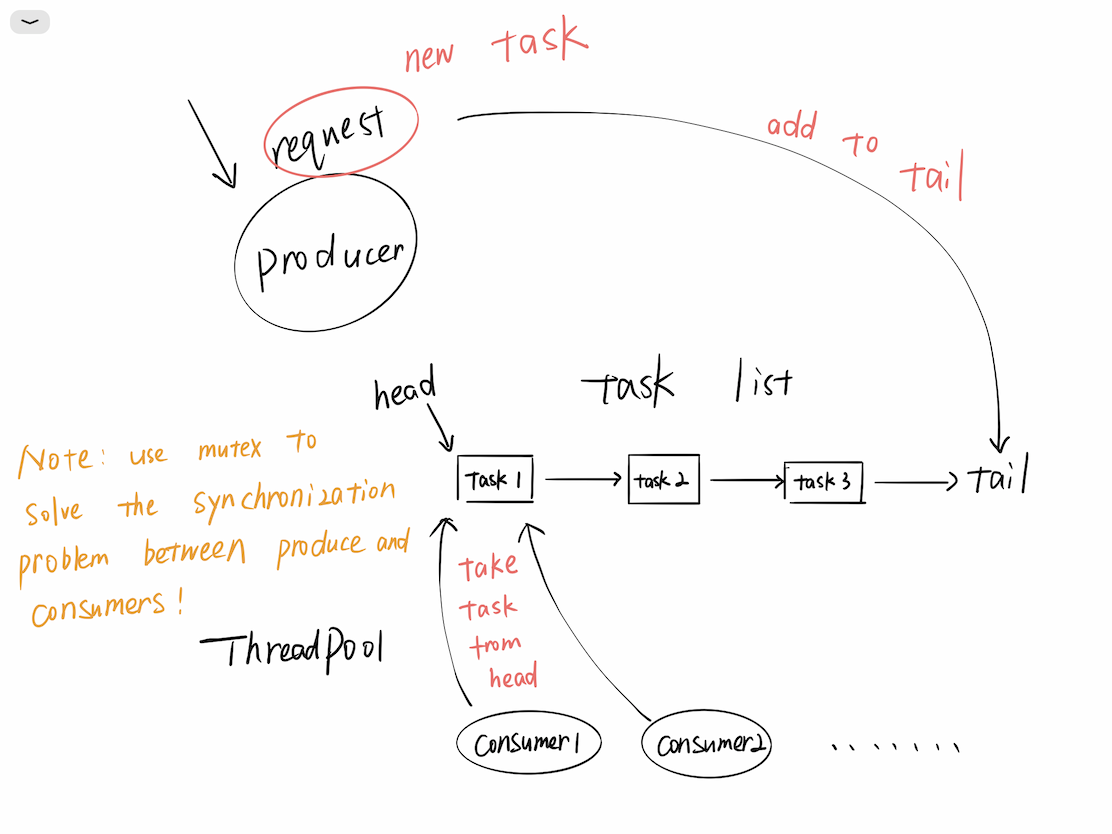 new task
request
add to
tail
producer
head
task list
Note: use mutex to
solve the synchronization
problem between produce and
consumers!
Task 1
task 2
task 3
tail
take
task
from
head
ThreadPool
Consumer1
Consumer2
.......